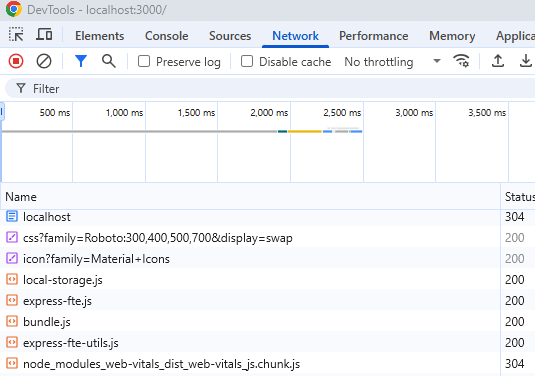 DevTools - localhost:3000/
Elements Console Sources Network Performance Memory Applica
Preserve log Disable cache No throttling
Filter
500 ms 1,000 ms 1,500 ms 2,000 ms 2,500 ms 3,000 ms 3,500 ms
Name Status
localhost 304
css?family=Roboto:300,400,500,700&display=swap 200
icon?family=Material+Icons 200
local-storage.js 200
express-fte.js 200
bundle.js 200
express-fte-utils.js 200
node_modules_web-vitals_dist_web-vitals_js.chunk.js 304